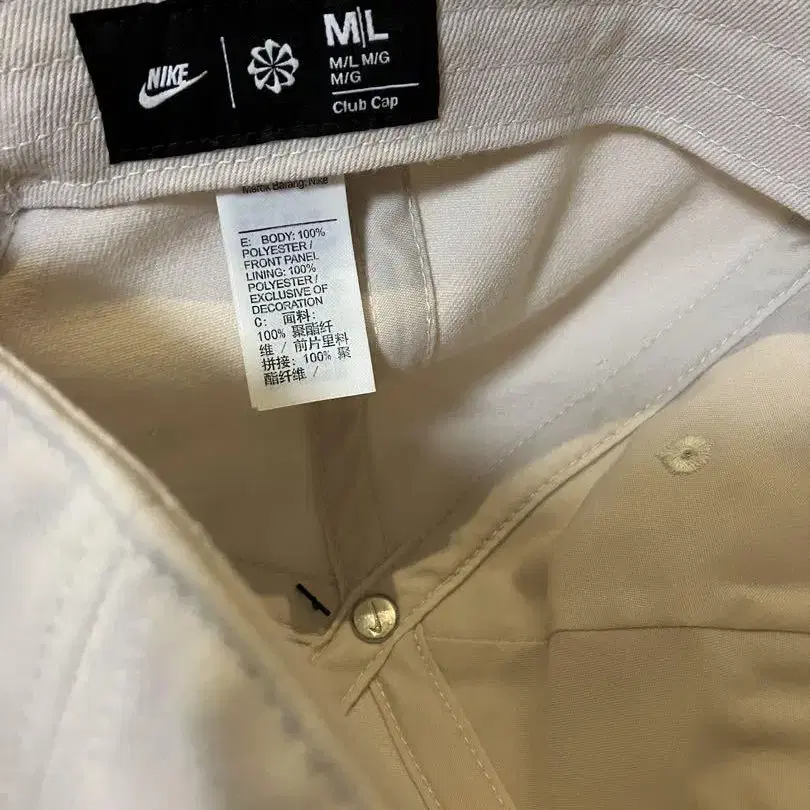 NIKE
M|L
M/L M/G
M/G
Club Cap
Merek Barang: Nike
E: BODY: 100%
POLYESTER /
FRONT PANEL
LINING: 100%
POLYESTER /
EXCLUSIVE OF
DECORATION
C: 面料:
100% 聚酯纤
维 / 前片里料
拼接: 100% 聚
酯纤维 /